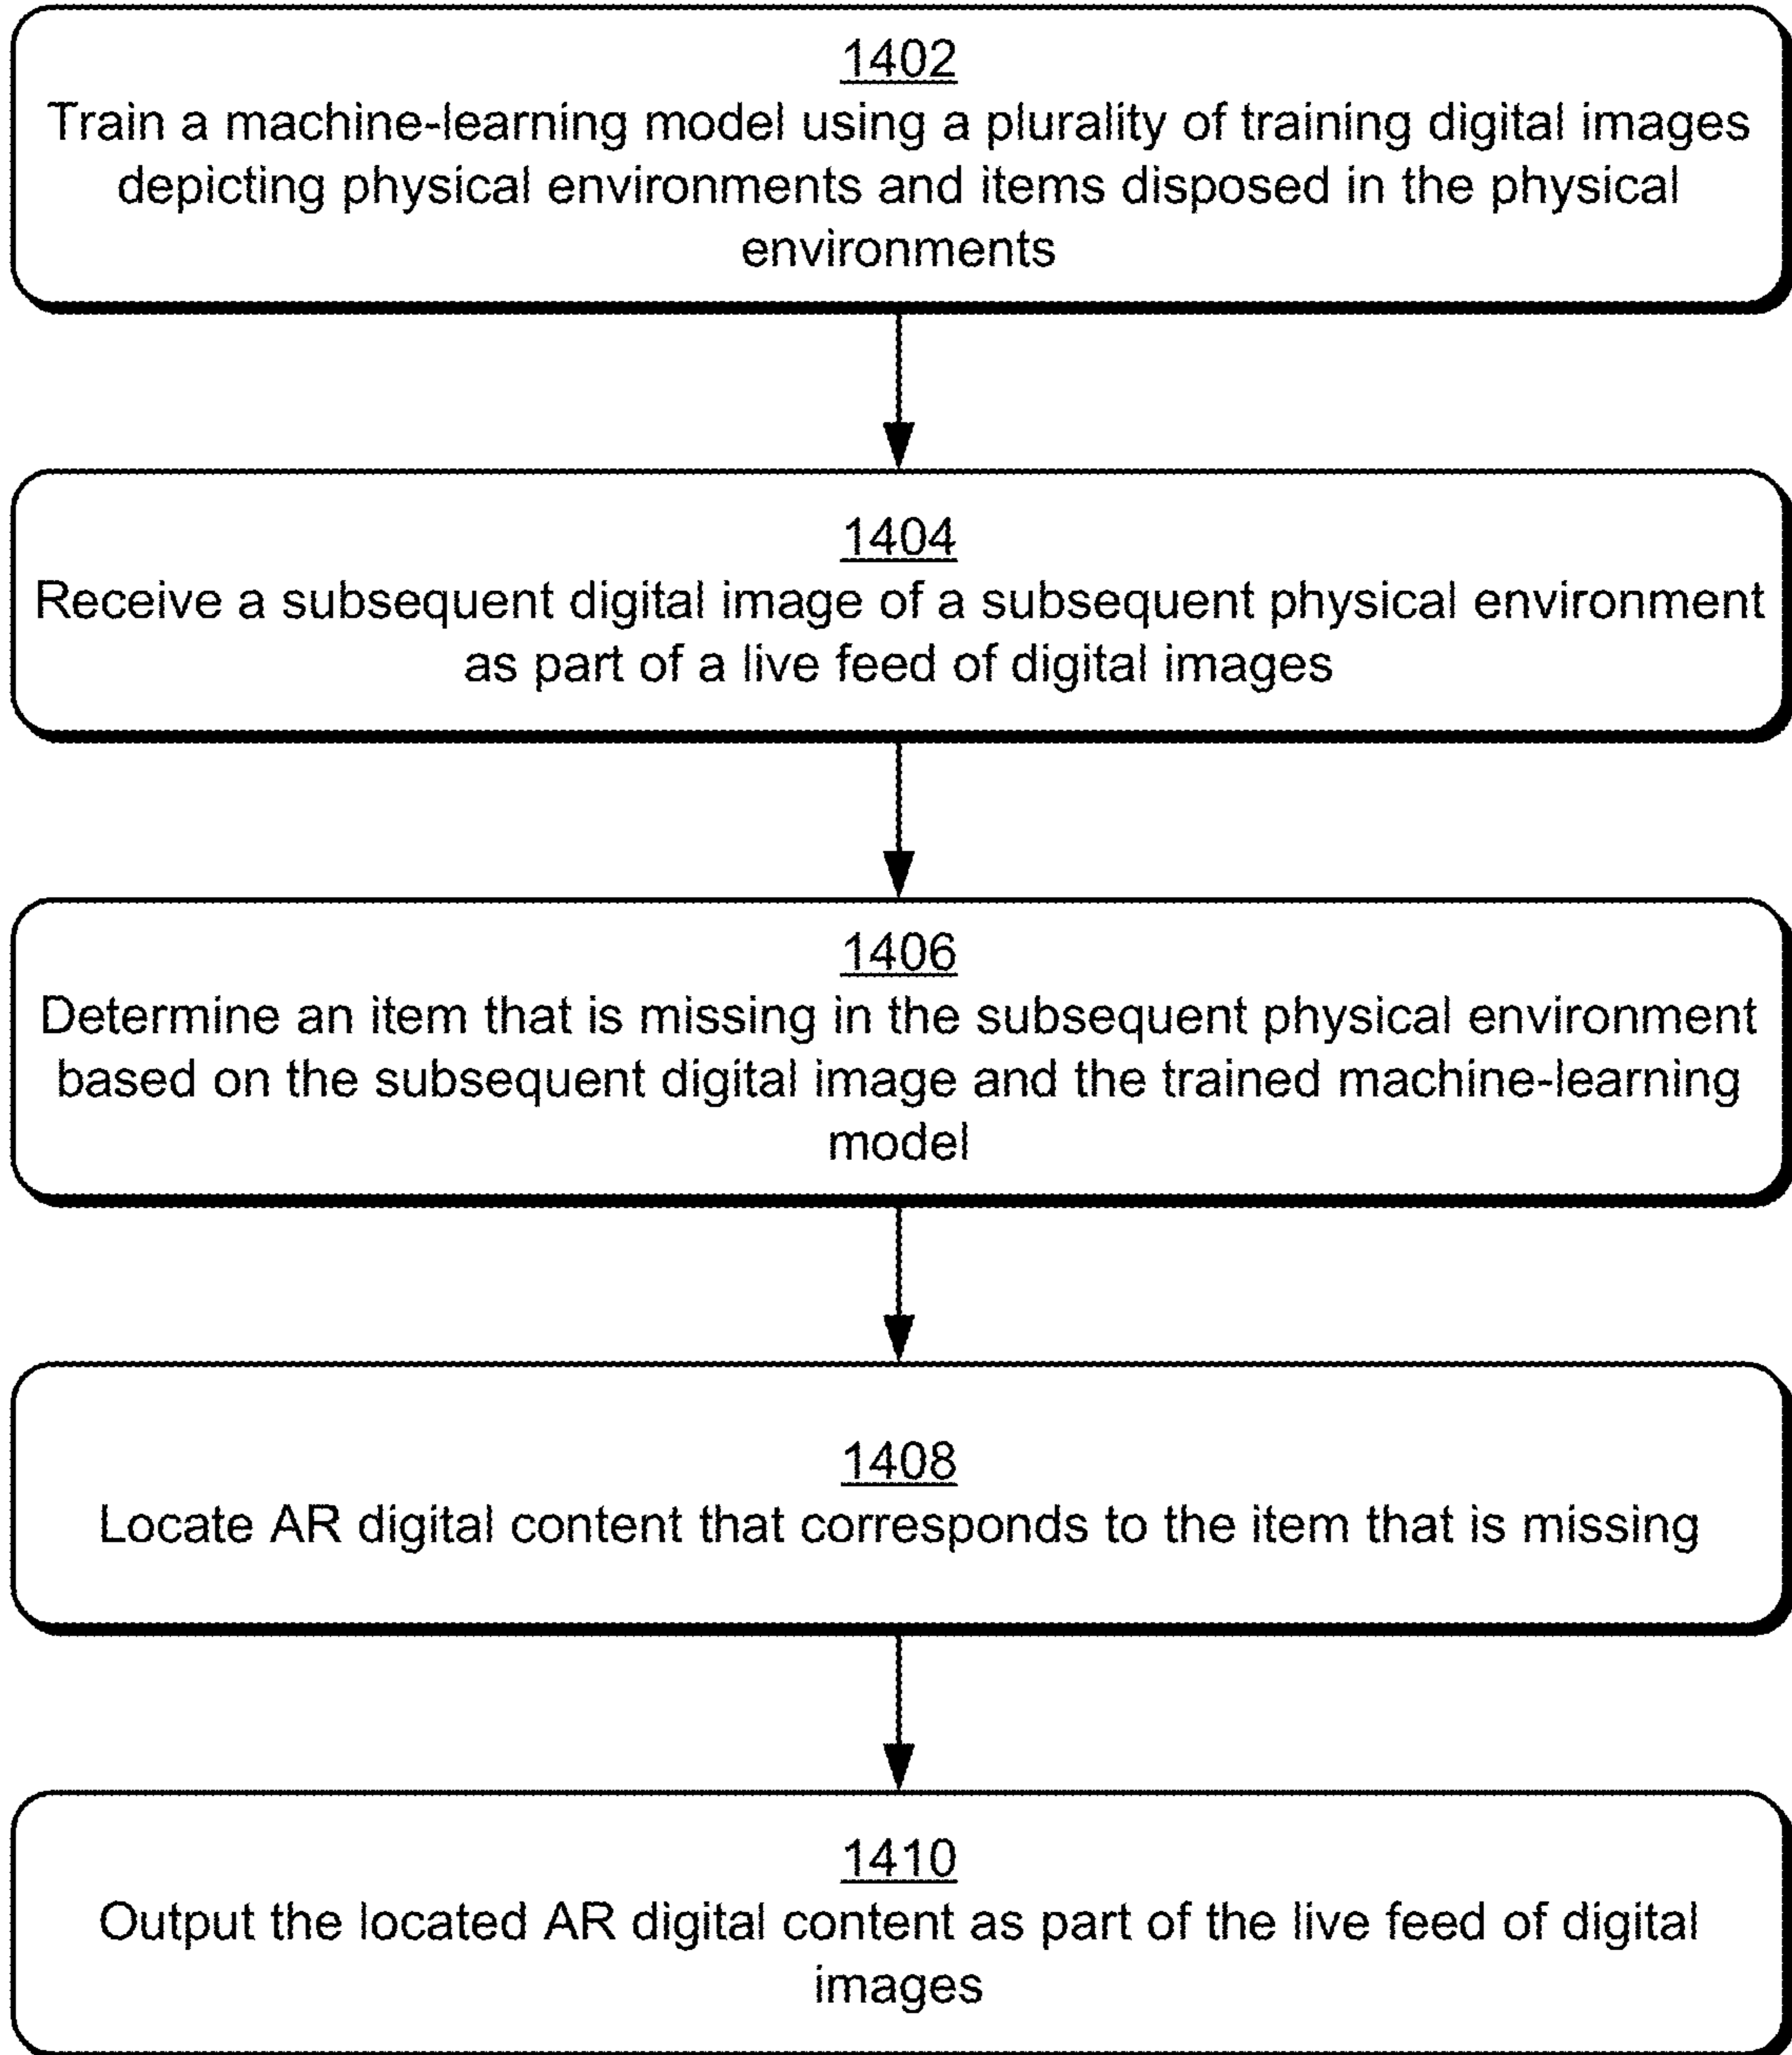 1402
Train a machine-learning model using a plurality of training digital images
depicting physical environments and items disposed in the physical
environments
1404
Receive a subsequent digital image of a subsequent physical environment
as part of a live feed of digital images
1406
Determine an item that is missing in the subsequent physical environment
based on the subsequent digital image and the trained machine-learning
model
1408
Locate AR digital content that corresponds to the item that is missing
1410
Output the located AR digital content as part of the live feed of digital
images